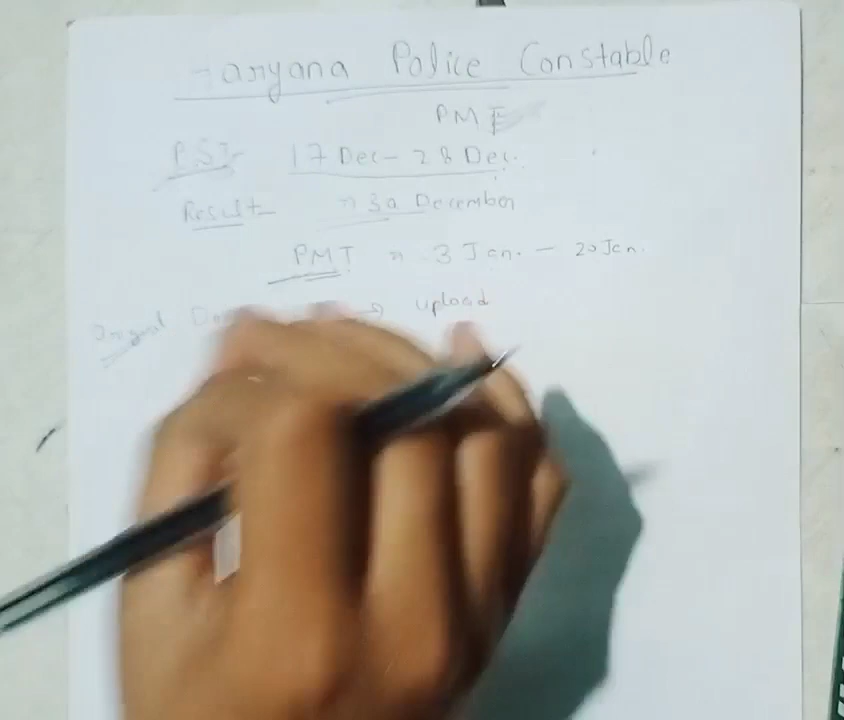 Haryana Police Constable
PMT
PST 17 Dec - 28 Dec.
Result → 30 December
PMT → 3 Jan. - 20 Jan.
→ upload